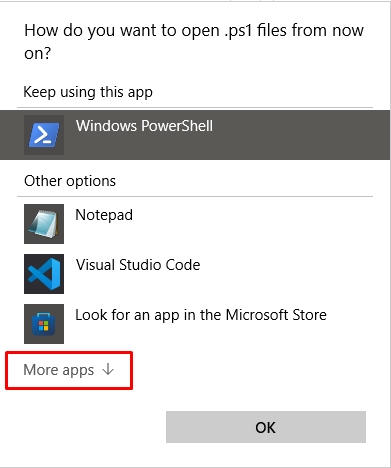 How do you want to open .ps1 files from now
on?
Keep using this app
Windows PowerShell
Other options
Notepad
Visual Studio Code
Look for an app in the Microsoft Store
More apps ↓
OK